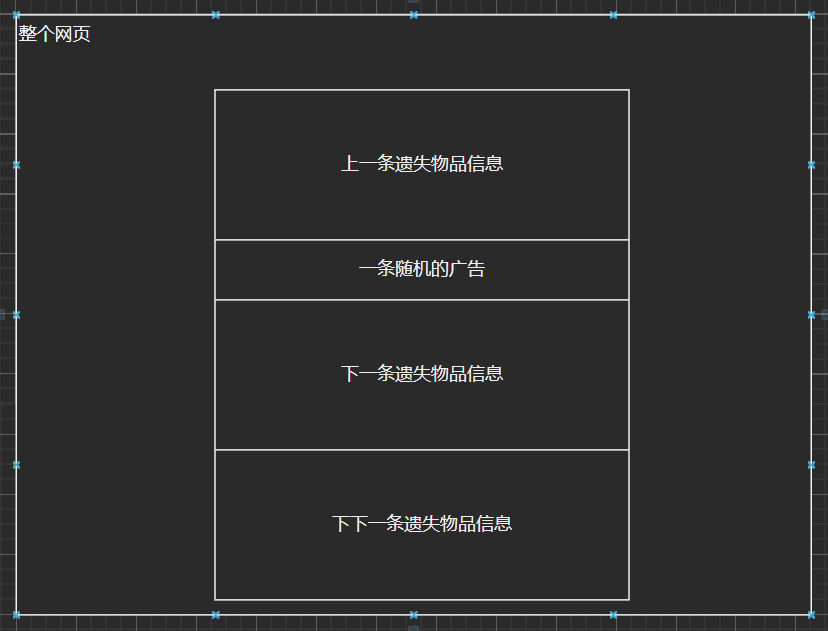 整个网页
上一条遗失物品信息
一条随机的广告
下一条遗失物品信息
下下一条遗失物品信息